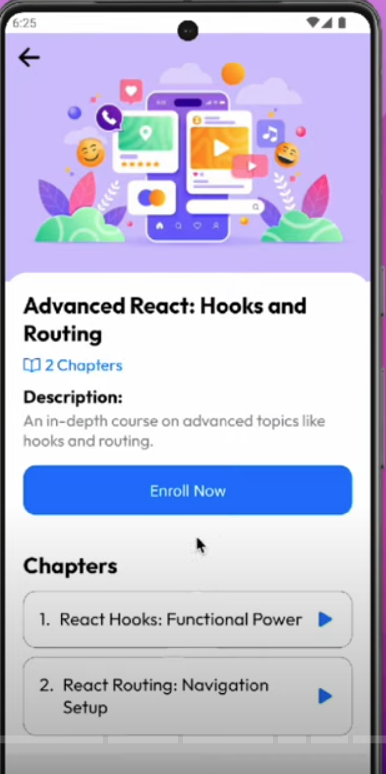 6:25
Advanced React: Hooks and
Routing
2 Chapters
Description:
An in-depth course on advanced topics like
hooks and routing.
Enroll Now
Chapters
1. React Hooks: Functional Power
2. React Routing: Navigation
Setup